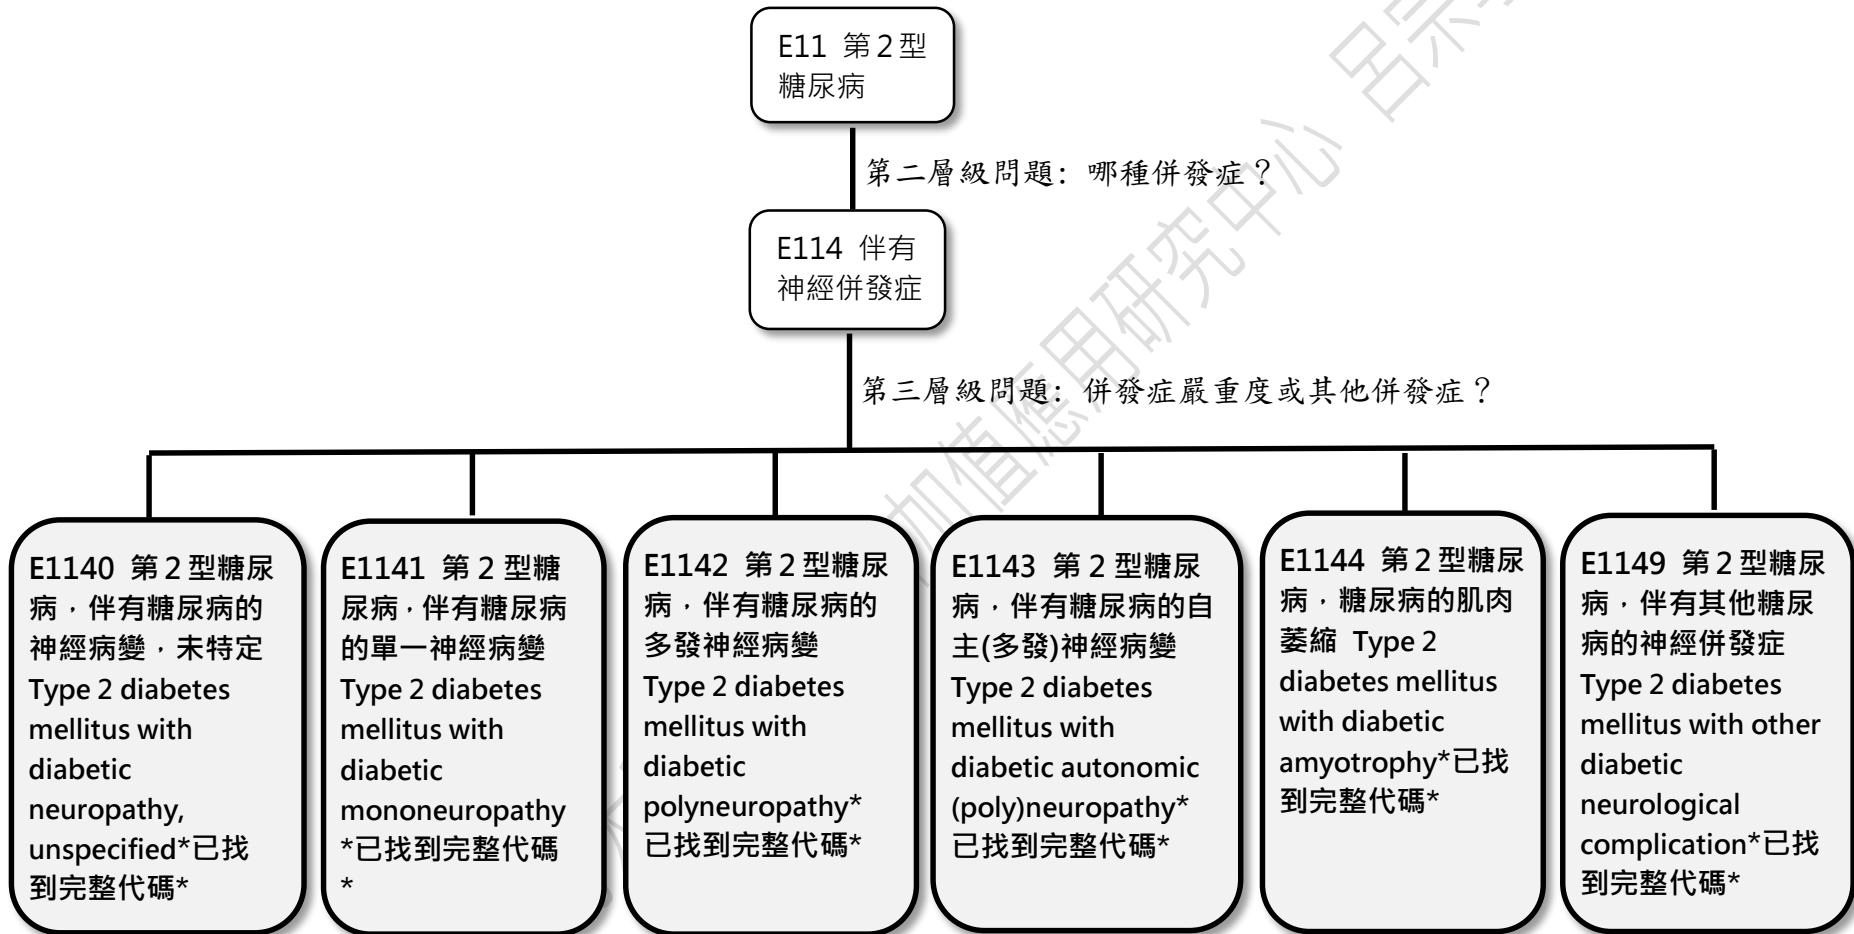 E11 第2型
糖尿病
第二層級問題: 哪種併發症?
E114 伴有
神經併發症
第三層級問題: 併發症嚴重度或其他併發症?
E1140 第2型糖尿
病，伴有糖尿病的
神經病變，未特定
Type 2 diabetes
mellitus with
diabetic
neuropathy,
unspecified*已找
到完整代碼*
E1141 第2型糖
尿病，伴有糖尿病
的單一神經病變
Type 2 diabetes
mellitus with
diabetic
mononeuropathy
*已找到完整代碼
*
E1142 第2型糖尿
病，伴有糖尿病的
多發神經病變
Type 2 diabetes
mellitus with
diabetic
polyneuropathy*
已找到完整代碼*
E1143 第2型糖尿
病，伴有糖尿病的自
主(多發)神經病變
Type 2 diabetes
mellitus with
diabetic autonomic
(poly)neuropathy*
已找到完整代碼*
E1144 第2型糖尿
病，糖尿病的肌肉
萎縮 Type 2
diabetes mellitus
with diabetic
amyotrophy*已找
到完整代碼*
E1149 第2型糖尿
病，伴有其他糖尿
病的神經併發症
Type 2 diabetes
mellitus with other
diabetic
neurological
complication*已找
到完整代碼*
加值應用研究中心 呂宗